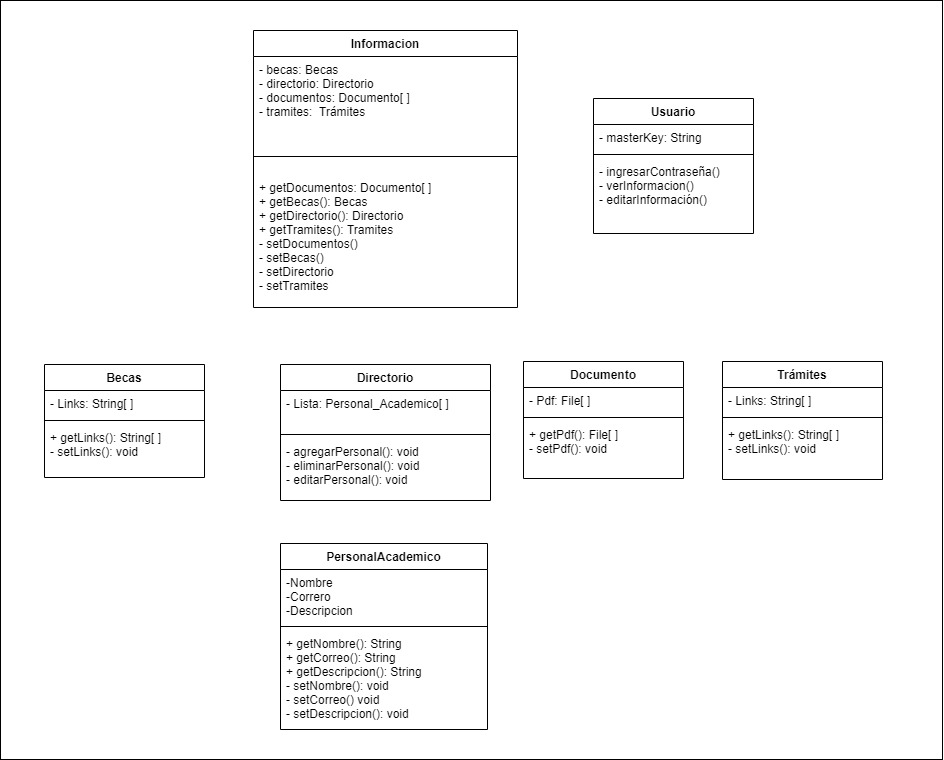 Informacion
- becas: Becas
- directorio: Directorio
- documentos: Documento[ ]
- tramites:  Trámites
+ getDocumentos: Documento[ ]
+ getBecas(): Becas
+ getDirectorio(): Directorio
+ getTramites(): Tramites
- setDocumentos()
- setBecas()
- setDirectorio
- setTramites
Usuario
- masterKey: String
- ingresarContraseña()
- verInformacion()
- editarInformación()
Becas
- Links: String[ ]
+ getLinks(): String[ ]
- setLinks(): void
Directorio
- Lista: Personal_Academico[ ]
- agregarPersonal(): void
- eliminarPersonal(): void
- editarPersonal(): void
Documento
- Pdf: File[ ]
+ getPdf(): File[ ]
- setPdf(): void
Trámites
- Links: String[ ]
+ getLinks(): String[ ]
- setLinks(): void
PersonalAcademico
-Nombre
-Correro
-Descripcion
+ getNombre(): String
+ getCorreo(): String
+ getDescripcion(): String
- setNombre(): void
- setCorreo() void
- setDescripcion(): void